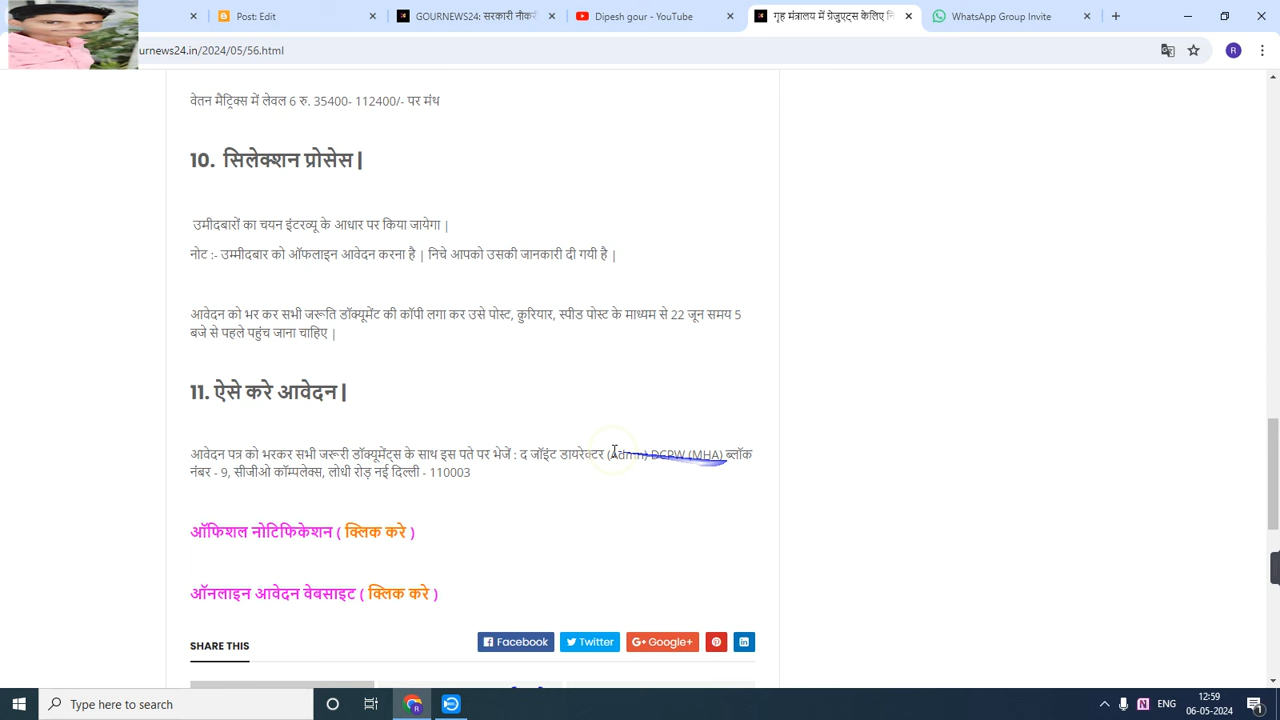 Post: Edit
GOURNEWS24: सरकारी नौक
Dipesh gour - YouTube
गृह मंत्रालय में ग्रेजुएट्स केलिए नि
WhatsApp Group Invite
urnews24.in/2024/05/56.html
R
वेतन मैट्रिक्स में लेवल 6 रु. 35400- 112400/- पर मंथ
10. सिलेक्शन प्रोसेस |
उमीदबारों का चयन इंटरव्यू के आधार पर किया जायेगा |
नोट :- उम्मीदबार को ऑफलाइन आवेदन करना है | निचे आपको उसकी जानकारी दी गयी है |
आवेदन को भर कर सभी जरूति डॉक्यूमेंट की कॉपी लगा कर उसे पोस्ट, क़ुरियार, स्पीड पोस्ट के माध्यम से 22 जून समय 5
बजे से पहले पहुंच जाना चाहिए |
11. ऐसे करे आवेदन |
आवेदन पत्र को भरकर सभी जरूरी डॉक्यूमेंट्स के साथ इस पते पर भेजें : द जॉइंट डायरेक्टर (Admn) DCPW (MHA) ब्लॉक
नंबर - 9, सीजीओ कॉम्पलेक्स, लोधी रोड़ नई दिल्ली - 110003
ऑफिशल नोटिफिकेशन ( क्लिक करे )
ऑनलाइन आवेदन वेबसाइट ( क्लिक करे )
SHARE THIS
Facebook
Twitter
G+ Google+
Type here to search
R
ENG
12:59
06-05-2024